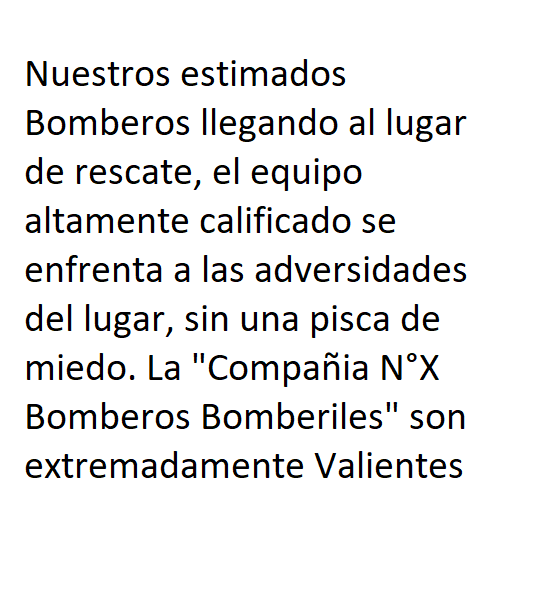 Nuestros estimados
Bomberos llegando al lugar
de rescate, el equipo
altamente calificado se
enfrenta a las adversidades
del lugar, sin una pisca de
miedo. La "Compañia N°X
Bomberos Bomberiles" son
extremadamente Valientes